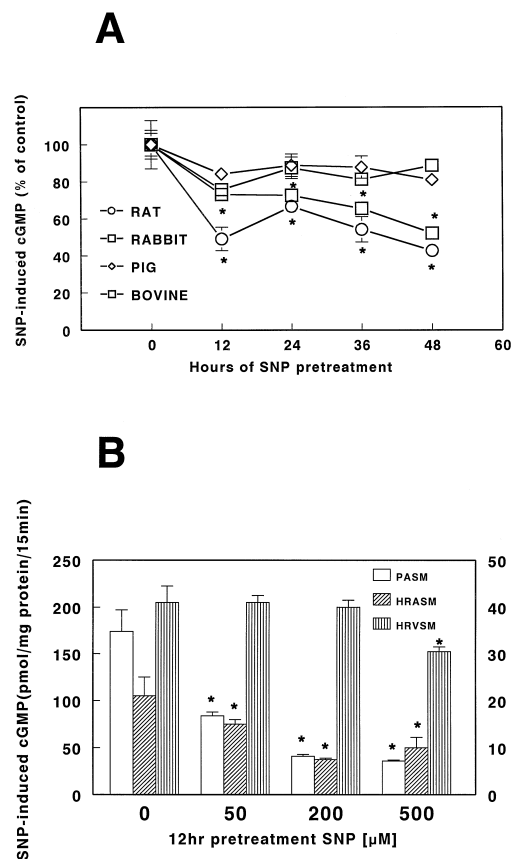 A
SNP-induced cGMP (% of control)
100
80
60
40
20
0
RAT
RABBIT
PIG
BOVINE
*
*
*
*
*
*
*
*
0 12 24 36 48 60
Hours of SNP pretreatment
B
SNP-induced cGMP(pmol/mg protein/15min)
250
200
150
100
50
0
50
40
30
20
10
0
PASM
HRASM
HRVSM
* * * * * * *
0 50 200 500
12hr pretreatment SNP [µM]